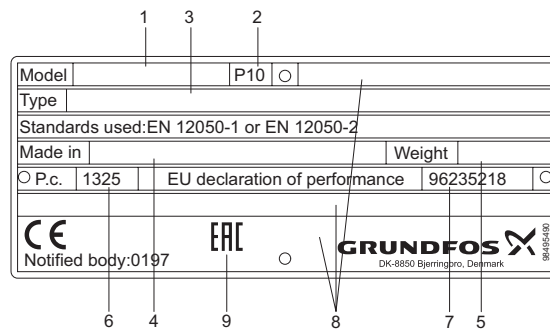 1 3 2
Model P10
Type
Standards used:EN 12050-1 or EN 12050-2
Made in Weight
P.c. 1325 EU declaration of performance 96235218
CE EAC
GRUNDFOS
Notified body:0197 DK-8850 Bjerringbro, Denmark
98495490
6 4 9 8 7 5